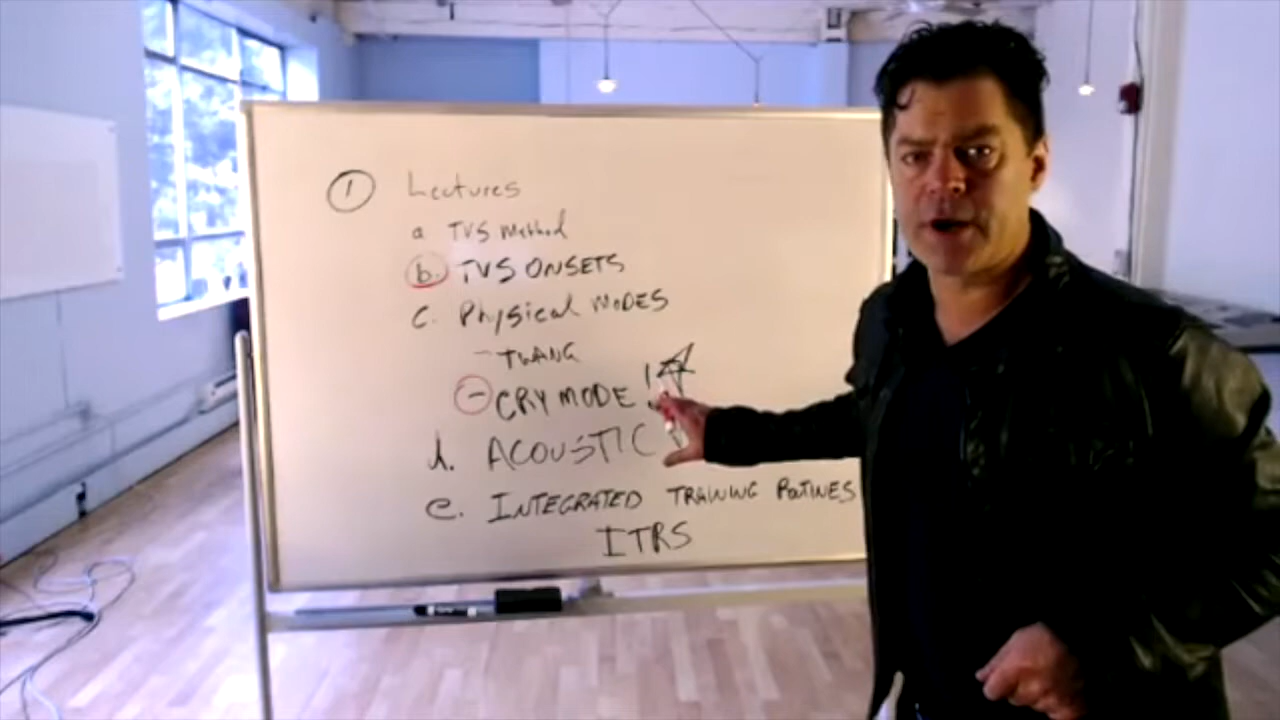 ① Lectures
a TVS Method
b. TVS ONSETS
C. Physical MODES
- TWANG
- CRY MODE !☆
d. ACOUSTIC
e. INTEGRATED TRAINING ROUTINES
ITRS